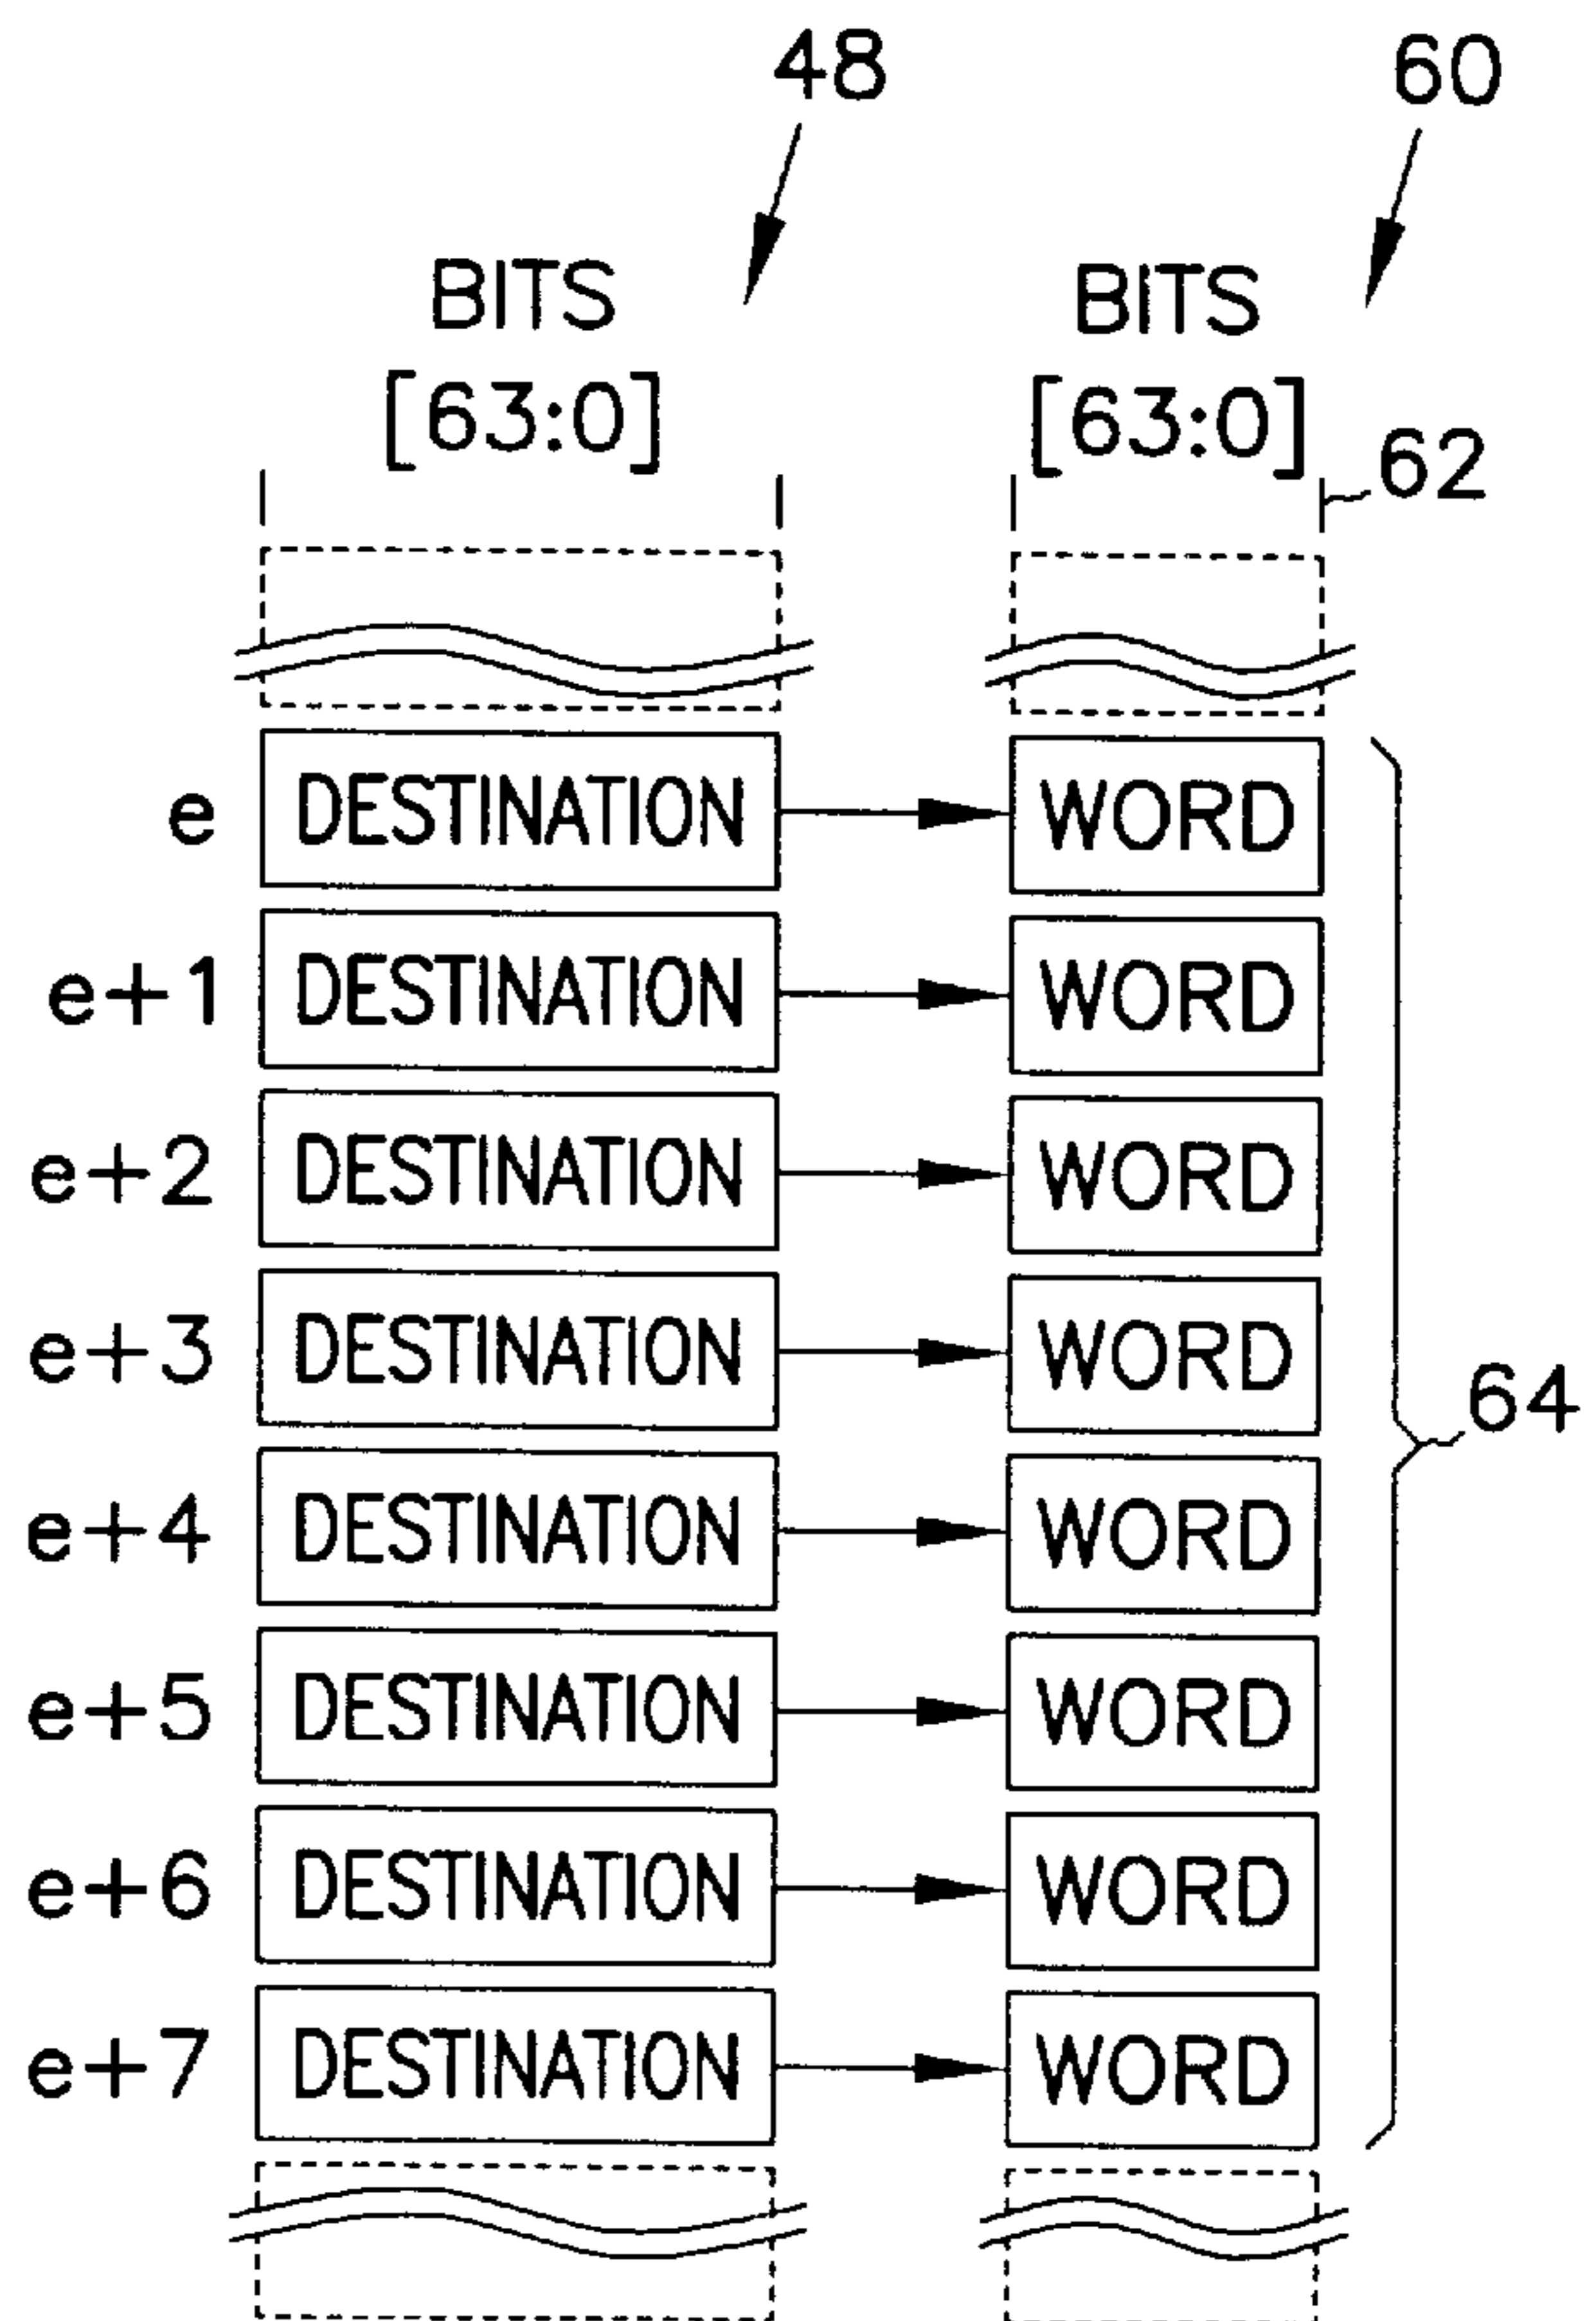 48 60
BITS BITS
[63:0] [63:0]
62
e DESTINATION WORD
e+1 DESTINATION WORD
e+2 DESTINATION WORD
e+3 DESTINATION WORD
64
e+4 DESTINATION WORD
e+5 DESTINATION WORD
e+6 DESTINATION WORD
e+7 DESTINATION WORD